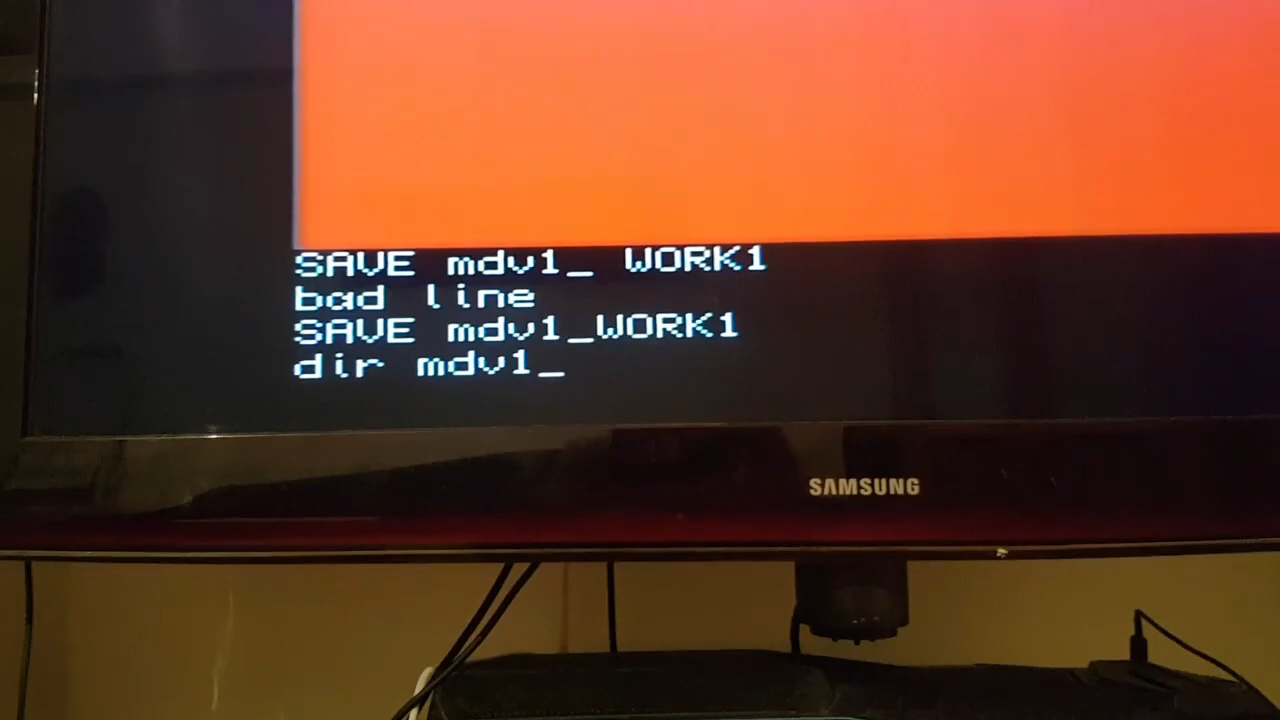 SAVE mdv1_ WORK1
bad line
SAVE mdv1_WORK1
dir mdv1_
SAMSUNG